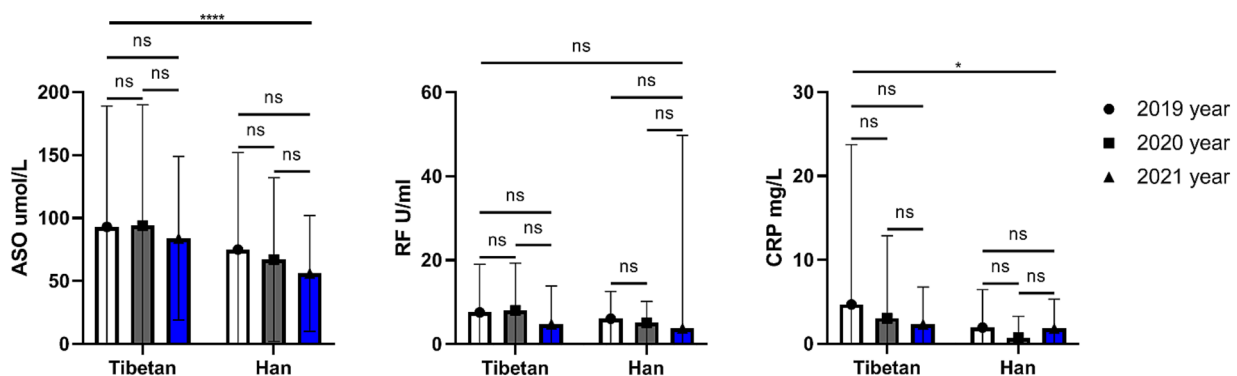 ****
ns
ns
ns
ns
ns
ns
200
150
100
50
0
ASO umol/L
Tibetan
Han
ns
ns
ns
ns
ns
ns
ns
60
40
20
0
RF U/ml
Tibetan
Han
*
ns
ns
ns
ns
ns
ns
30
20
10
0
CRP mg/L
Tibetan
Han
2019 year
2020 year
2021 year